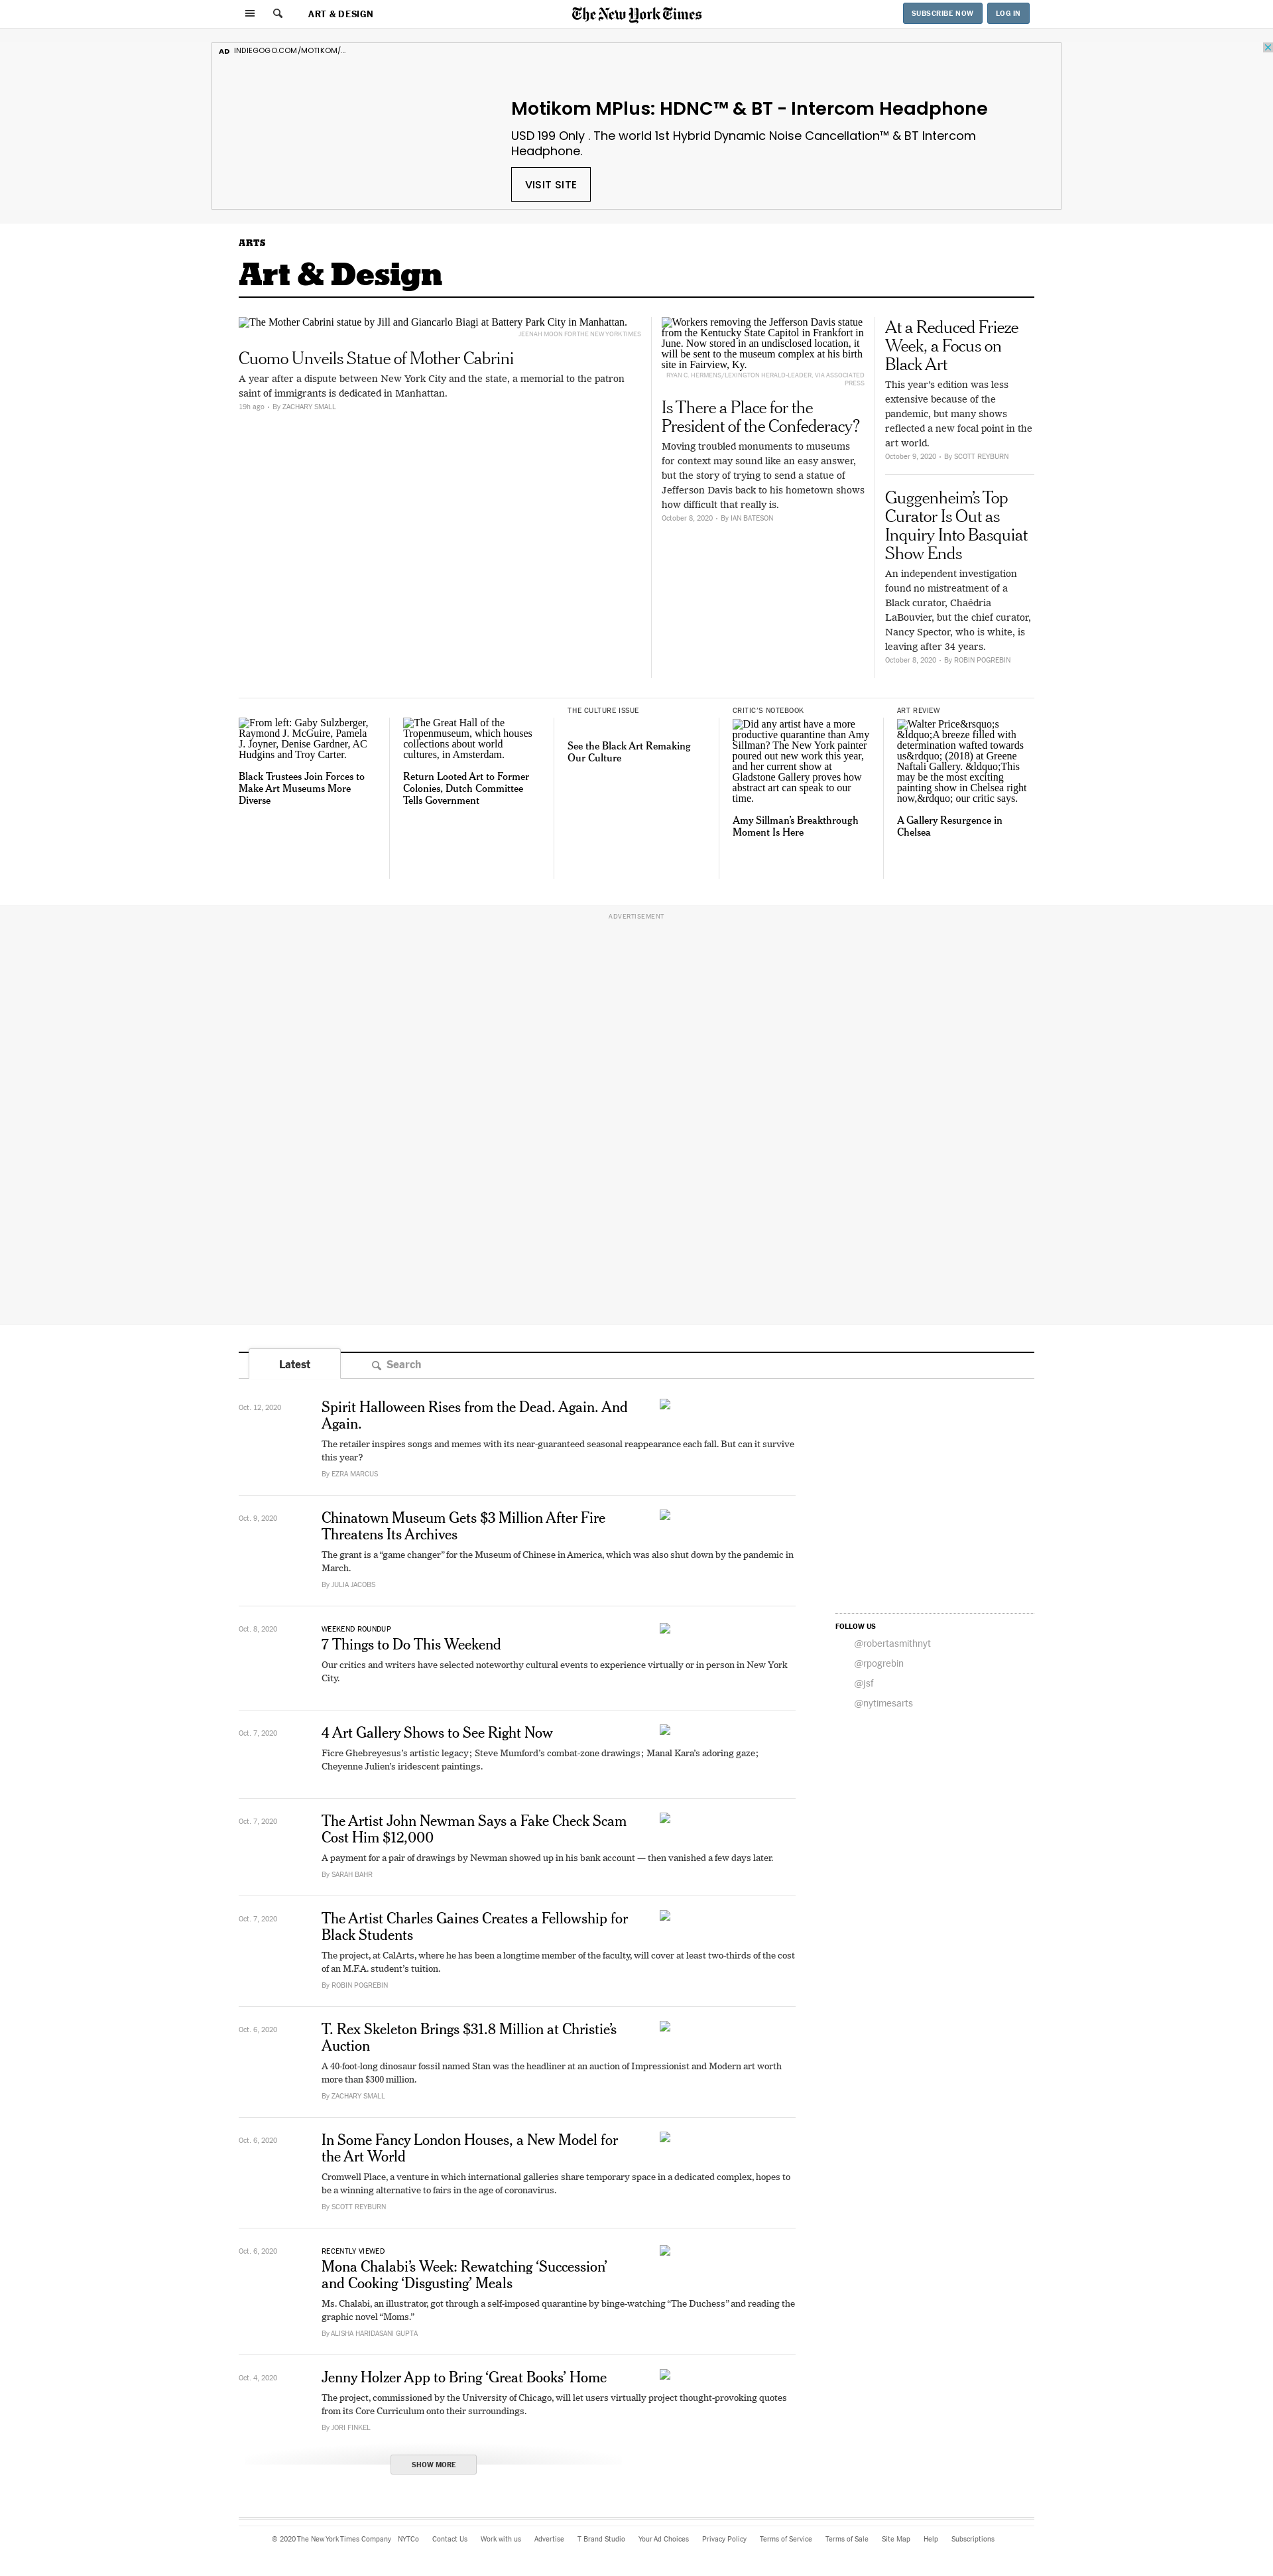 ART & DESIGN
The New York Times
SUBSCRIBE NOW
LOG IN
AD INDIEGOGO.COM/MOTIKOM/...
Motikom MPlus: HDNC™ & BT - Intercom Headphone
USD 199 Only . The world 1st Hybrid Dynamic Noise Cancellation™ & BT Intercom
Headphone.
VISIT SITE
ARTS
Art & Design
The Mother Cabrini statue by Jill and Giancarlo Biagi at Battery Park City in Manhattan.
JEENAH MOON FOR THE NEW YORK TIMES
Cuomo Unveils Statue of Mother Cabrini
A year after a dispute between New York City and the state, a memorial to the patron
saint of immigrants is dedicated in Manhattan.
19h ago • By ZACHARY SMALL
Workers removing the Jefferson Davis statue
from the Kentucky State Capitol in Frankfort in
June. Now stored in an undisclosed location, it
will be sent to the museum complex at his birth
site in Fairview, Ky.
RYAN C. HERMENS/LEXINGTON HERALD-LEADER, VIA ASSOCIATED
PRESS
Is There a Place for the
President of the Confederacy?
Moving troubled monuments to museums
for context may sound like an easy answer,
but the story of trying to send a statue of
Jefferson Davis back to his hometown shows
how difficult that really is.
October 8, 2020 • By IAN BATESON
At a Reduced Frieze
Week, a Focus on
Black Art
This year's edition was less
extensive because of the
pandemic, but many shows
reflected a new focal point in the
art world.
October 9, 2020 • By SCOTT REYBURN
Guggenheim's Top
Curator Is Out as
Inquiry Into Basquiat
Show Ends
An independent investigation
found no mistreatment of a
Black curator, Chaédria
LaBouvier, but the chief curator,
Nancy Spector, who is white, is
leaving after 34 years.
October 8, 2020 • By ROBIN POGREBIN
From left: Gaby Sulzberger,
Raymond J. McGuire, Pamela
J. Joyner, Denise Gardner, AC
Hudgins and Troy Carter.
Black Trustees Join Forces to
Make Art Museums More
Diverse
The Great Hall of the
Tropenmuseum, which houses
collections about world
cultures, in Amsterdam.
Return Looted Art to Former
Colonies, Dutch Committee
Tells Government
THE CULTURE ISSUE
See the Black Art Remaking
Our Culture
CRITIC'S NOTEBOOK
Did any artist have a more
productive quarantine than Amy
Sillman? The New York painter
poured out new work this year,
and her current show at
Gladstone Gallery proves how
abstract art can speak to our
time.
Amy Sillman's Breakthrough
Moment Is Here
ART REVIEW
Walter Price&rsquo;s
&ldquo;A breeze filled with
determination wafted towards
us&rdquo; (2018) at Greene
Naftali Gallery. &ldquo;This
may be the most exciting
painting show in Chelsea right
now,&rdquo; our critic says.
A Gallery Resurgence in
Chelsea
ADVERTISEMENT
Latest
Search
Oct. 12, 2020
Spirit Halloween Rises from the Dead. Again. And
Again.
The retailer inspires songs and memes with its near-guaranteed seasonal reappearance each fall. But can it survive
this year?
By EZRA MARCUS
Oct. 9, 2020
Chinatown Museum Gets $3 Million After Fire
Threatens Its Archives
The grant is a “game changer” for the Museum of Chinese in America, which was also shut down by the pandemic in
March.
By JULIA JACOBS
Oct. 8, 2020
WEEKEND ROUNDUP
7 Things to Do This Weekend
Our critics and writers have selected noteworthy cultural events to experience virtually or in person in New York
City.
FOLLOW US
@robertasmithnyt
@rpogrebin
@jsf
@nytimesarts
Oct. 7, 2020
4 Art Gallery Shows to See Right Now
Ficre Ghebreyesus's artistic legacy; Steve Mumford's combat-zone drawings; Manal Kara's adoring gaze;
Cheyenne Julien's iridescent paintings.
Oct. 7, 2020
The Artist John Newman Says a Fake Check Scam
Cost Him $12,000
A payment for a pair of drawings by Newman showed up in his bank account — then vanished a few days later.
By SARAH BAHR
Oct. 7, 2020
The Artist Charles Gaines Creates a Fellowship for
Black Students
The project, at CalArts, where he has been a longtime member of the faculty, will cover at least two-thirds of the cost
of an M.F.A. student's tuition.
By ROBIN POGREBIN
Oct. 6, 2020
T. Rex Skeleton Brings $31.8 Million at Christie's
Auction
A 40-foot-long dinosaur fossil named Stan was the headliner at an auction of Impressionist and Modern art worth
more than $300 million.
By ZACHARY SMALL
Oct. 6, 2020
In Some Fancy London Houses, a New Model for
the Art World
Cromwell Place, a venture in which international galleries share temporary space in a dedicated complex, hopes to
be a winning alternative to fairs in the age of coronavirus.
By SCOTT REYBURN
Oct. 6, 2020
RECENTLY VIEWED
Mona Chalabi's Week: Rewatching ‘Succession’
and Cooking ‘Disgusting’ Meals
Ms. Chalabi, an illustrator, got through a self-imposed quarantine by binge-watching “The Duchess” and reading the
graphic novel “Moms.”
By ALISHA HARIDASANI GUPTA
Oct. 4, 2020
Jenny Holzer App to Bring ‘Great Books’ Home
The project, commissioned by the University of Chicago, will let users virtually project thought-provoking quotes
from its Core Curriculum onto their surroundings.
By JORI FINKEL
SHOW MORE
© 2020 The New York Times Company NYTCo Contact Us Work with us Advertise T Brand Studio Your Ad Choices Privacy Policy Terms of Service Terms of Sale Site Map Help Subscriptions